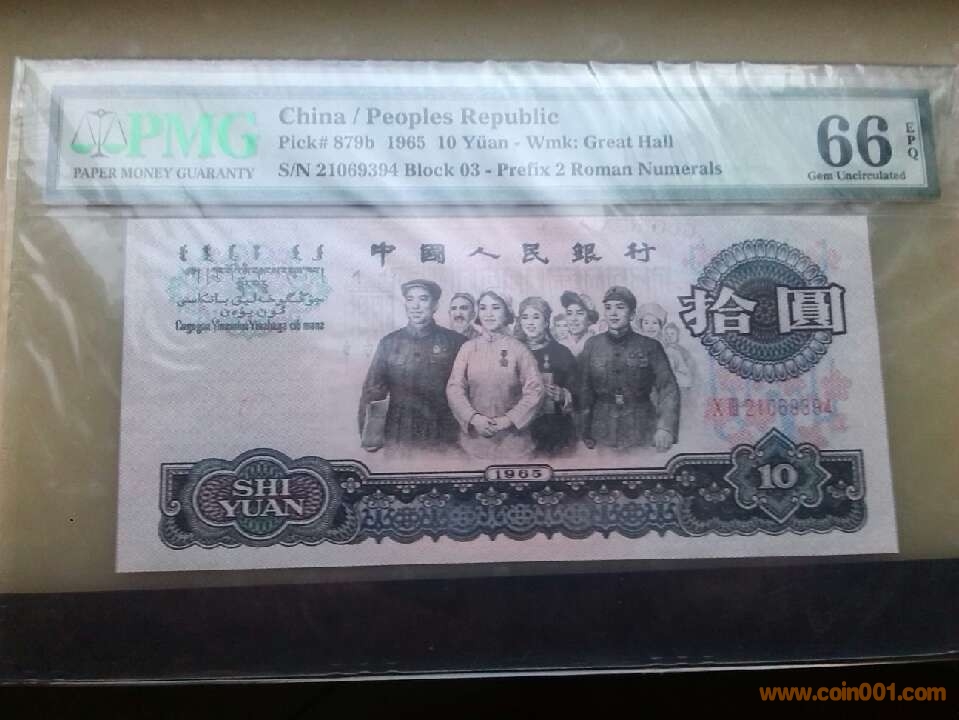 PMG
PAPER MONEY GUARANTY
China / Peoples Republic
Pick# 879b 1965 10 Yüan - Wmk: Great Hall
S/N 21069394 Block 03 - Prefix 2 Roman Numerals
66
EPQ
Gem Uncirculated
中國人民銀行
拾圓
21069394
1965
SHI
YUAN
10
www.coin001.com